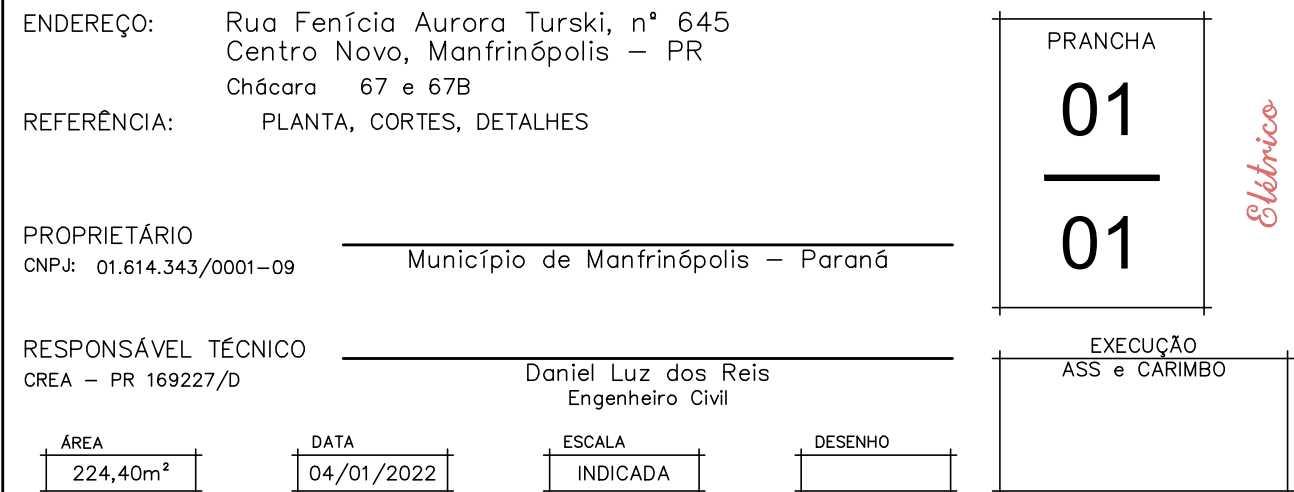 ENDEREÇO: Rua Fenícia Aurora Turski, nº 645
Centro Novo, Manfrinópolis – PR
Chácara 67 e 67B
REFERÊNCIA: PLANTA, CORTES, DETALHES
PROPRIETÁRIO
CNPJ: 01.614.343/0001-09
Município de Manfrinópolis – Paraná
RESPONSÁVEL TÉCNICO
CREA – PR 169227/D
Daniel Luz dos Reis
Engenheiro Civil
PRANCHA
01
01
Elétrico
EXECUÇÃO
ASS e CARIMBO
ÁREA
224,40m²
DATA
04/01/2022
ESCALA
INDICADA
DESENHO